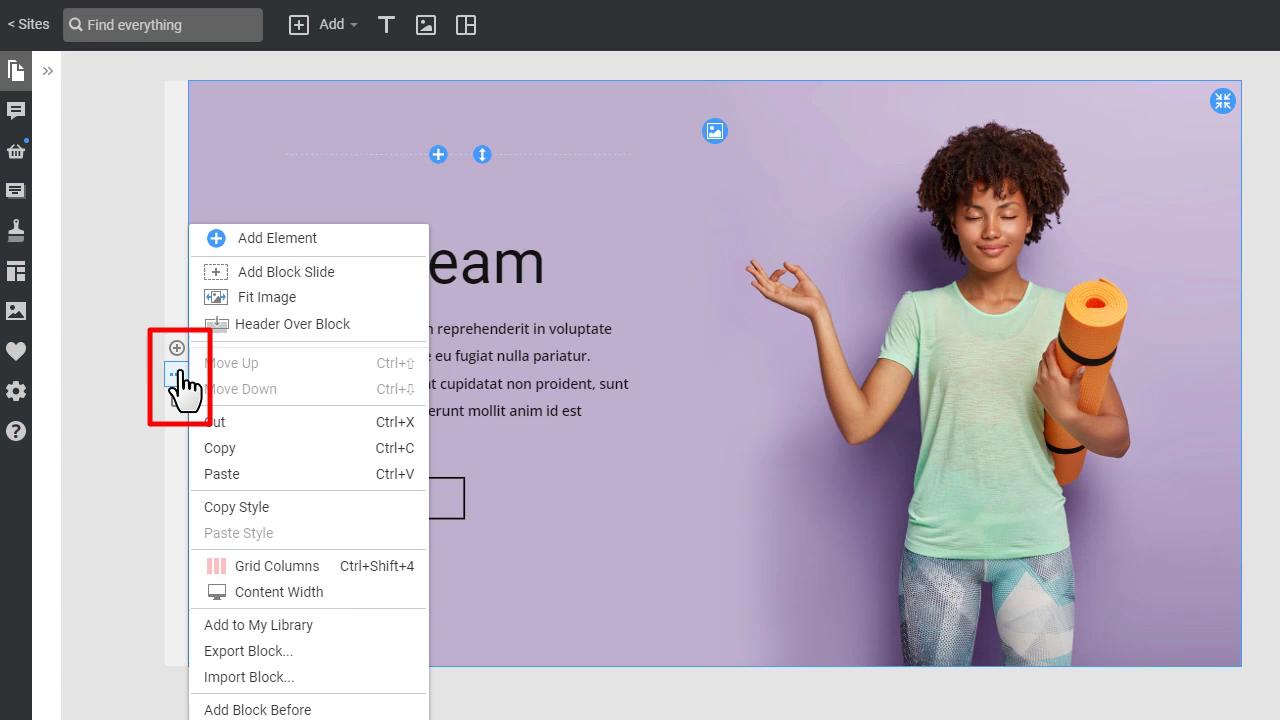 < Sites
Find everything
Add
T
Add Element
Add Block Slide
Fit Image
Header Over Block
Move Up Ctrl+⇧
Move Down Ctrl+⇩
Cut Ctrl+X
Copy Ctrl+C
Paste Ctrl+V
Copy Style
Paste Style
Grid Columns Ctrl+Shift+4
Content Width
Add to My Library
Export Block...
Import Block...
Add Block Before
eam
reprehenderit in voluptate
eu fugiat nulla pariatur.
cupidatat non proident, sunt
erunt mollit anim id est